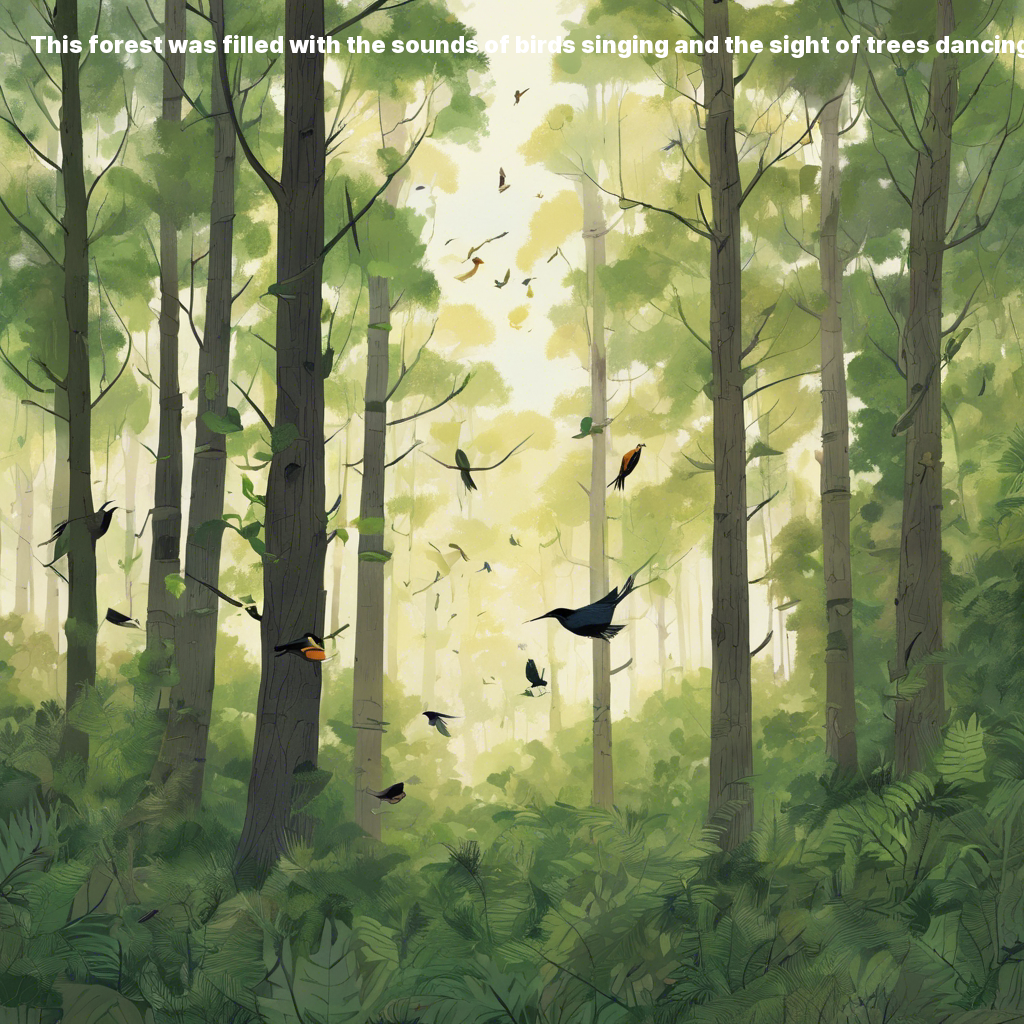 This forest was filled with the sounds of birds singing and the sight of trees dancing